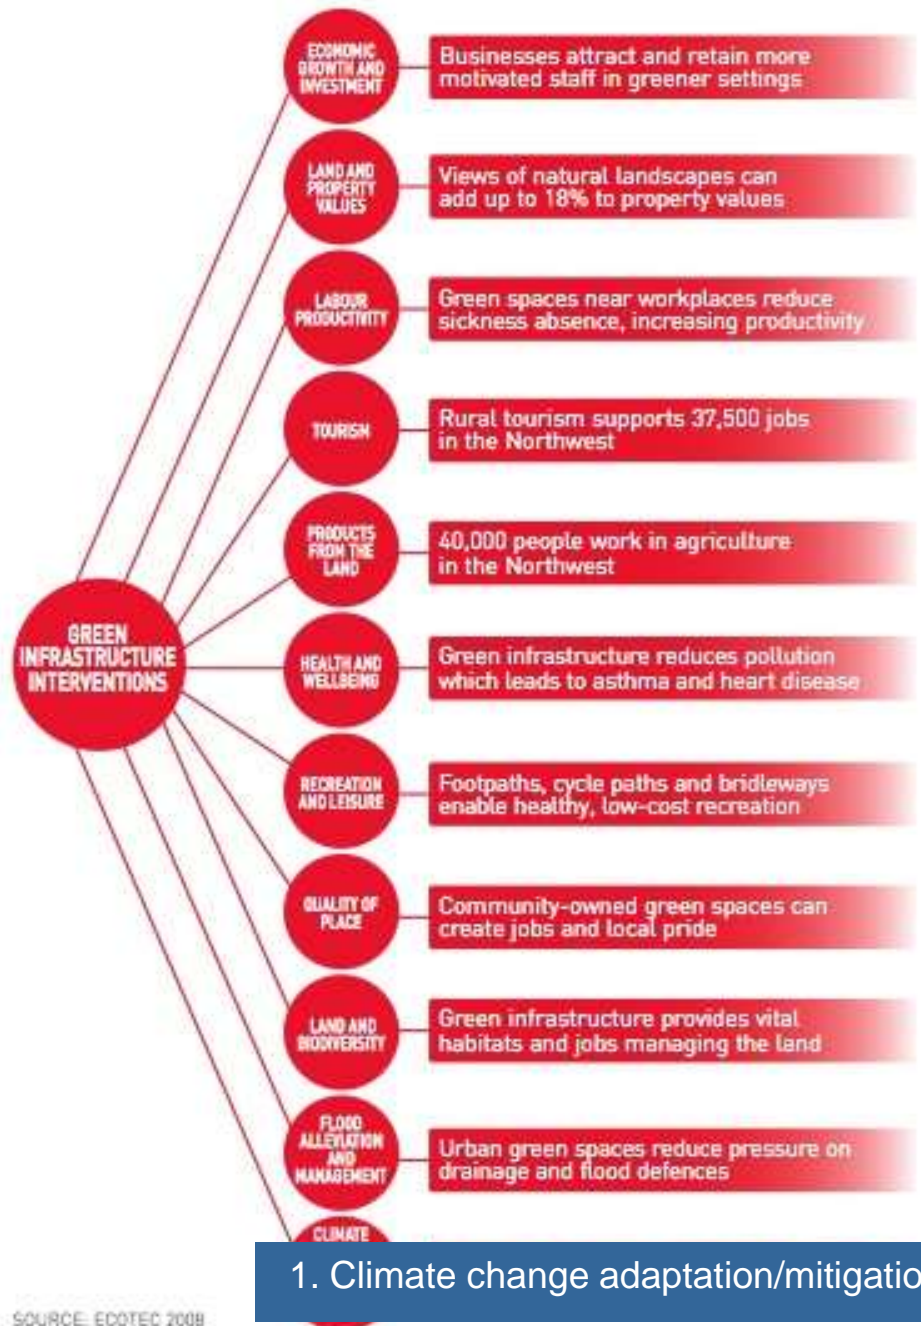 ECONOMIC
GROWTH AND
INVESTMENT
Businesses attract and retain more
motivated staff in greener settings
LAND AND
PROPERTY
VALUES
Views of natural landscapes can
add up to 18% to property values
LABOUR
PRODUCTIVITY
Green spaces near workplaces reduce
sickness absence, increasing productivity
TOURISM
Rural tourism supports 37,500 jobs
in the Northwest
PRODUCTS
FROM THE
LAND
40,000 people work in agriculture
in the Northwest
GREEN
INFRASTRUCTURE
INTERVENTIONS
HEALTH AND
WELLBEING
Green infrastructure reduces pollution
which leads to asthma and heart disease
RECREATION
AND LEISURE
Footpaths, cycle paths and bridleways
enable healthy, low-cost recreation
QUALITY OF
PLACE
Community-owned green spaces can
create jobs and local pride
LAND AND
BIODIVERSITY
Green infrastructure provides vital
habitats and jobs managing the land
FLOOD
ALLEVIATION
AND
MANAGEMENT
Urban green spaces reduce pressure on
drainage and flood defences
CLIMATE
1. Climate change adaptation/mitigatio
SOURCE: ECOTEC 2008